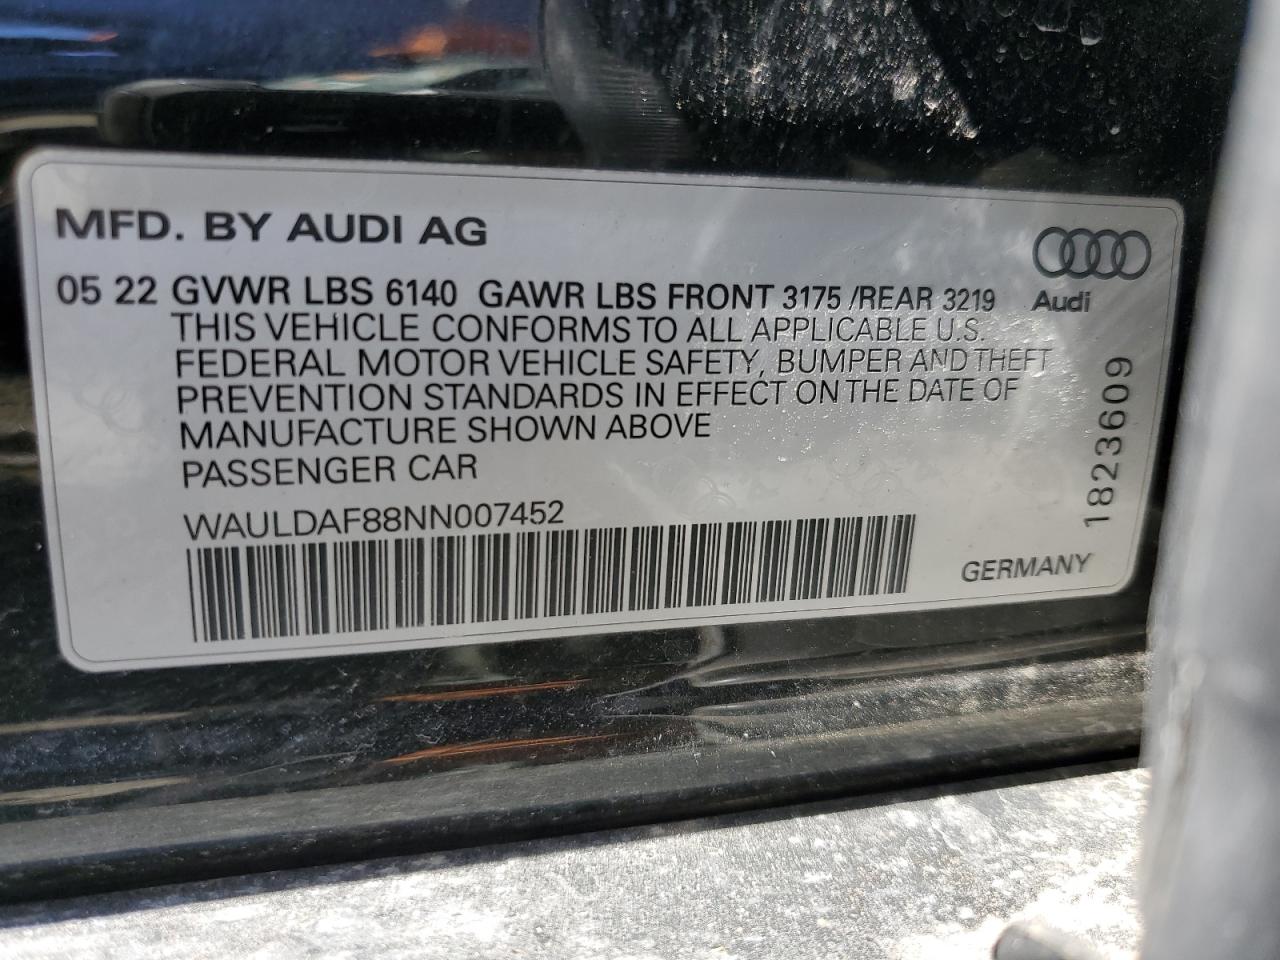 MFD. BY AUDI AG
Audi
05 22 GVWR LBS 6140 GAWR LBS FRONT 3175 /REAR 3219
THIS VEHICLE CONFORMS TO ALL APPLICABLE U.S.
FEDERAL MOTOR VEHICLE SAFETY, BUMPER AND THEFT
PREVENTION STANDARDS IN EFFECT ON THE DATE OF
MANUFACTURE SHOWN ABOVE
PASSENGER CAR
WAULDAF88NN007452
GERMANY
1823609